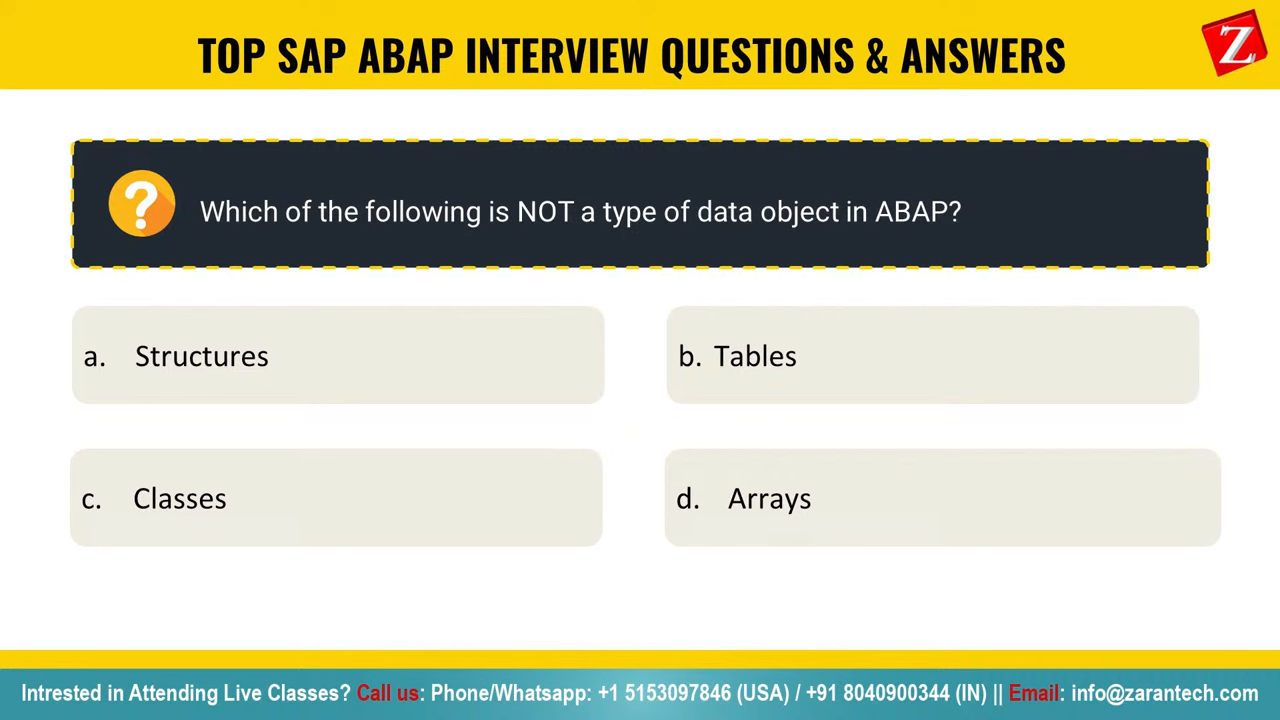 TOP SAP ABAP INTERVIEW QUESTIONS & ANSWERS
Z
?
Which of the following is NOT a type of data object in ABAP?
a. Structures
b. Tables
c. Classes
d. Arrays
Intrested in Attending Live Classes? Call us: Phone/Whatsapp: +1 5153097846 (USA) / +91 8040900344 (IN) || Email: info@zarantech.com